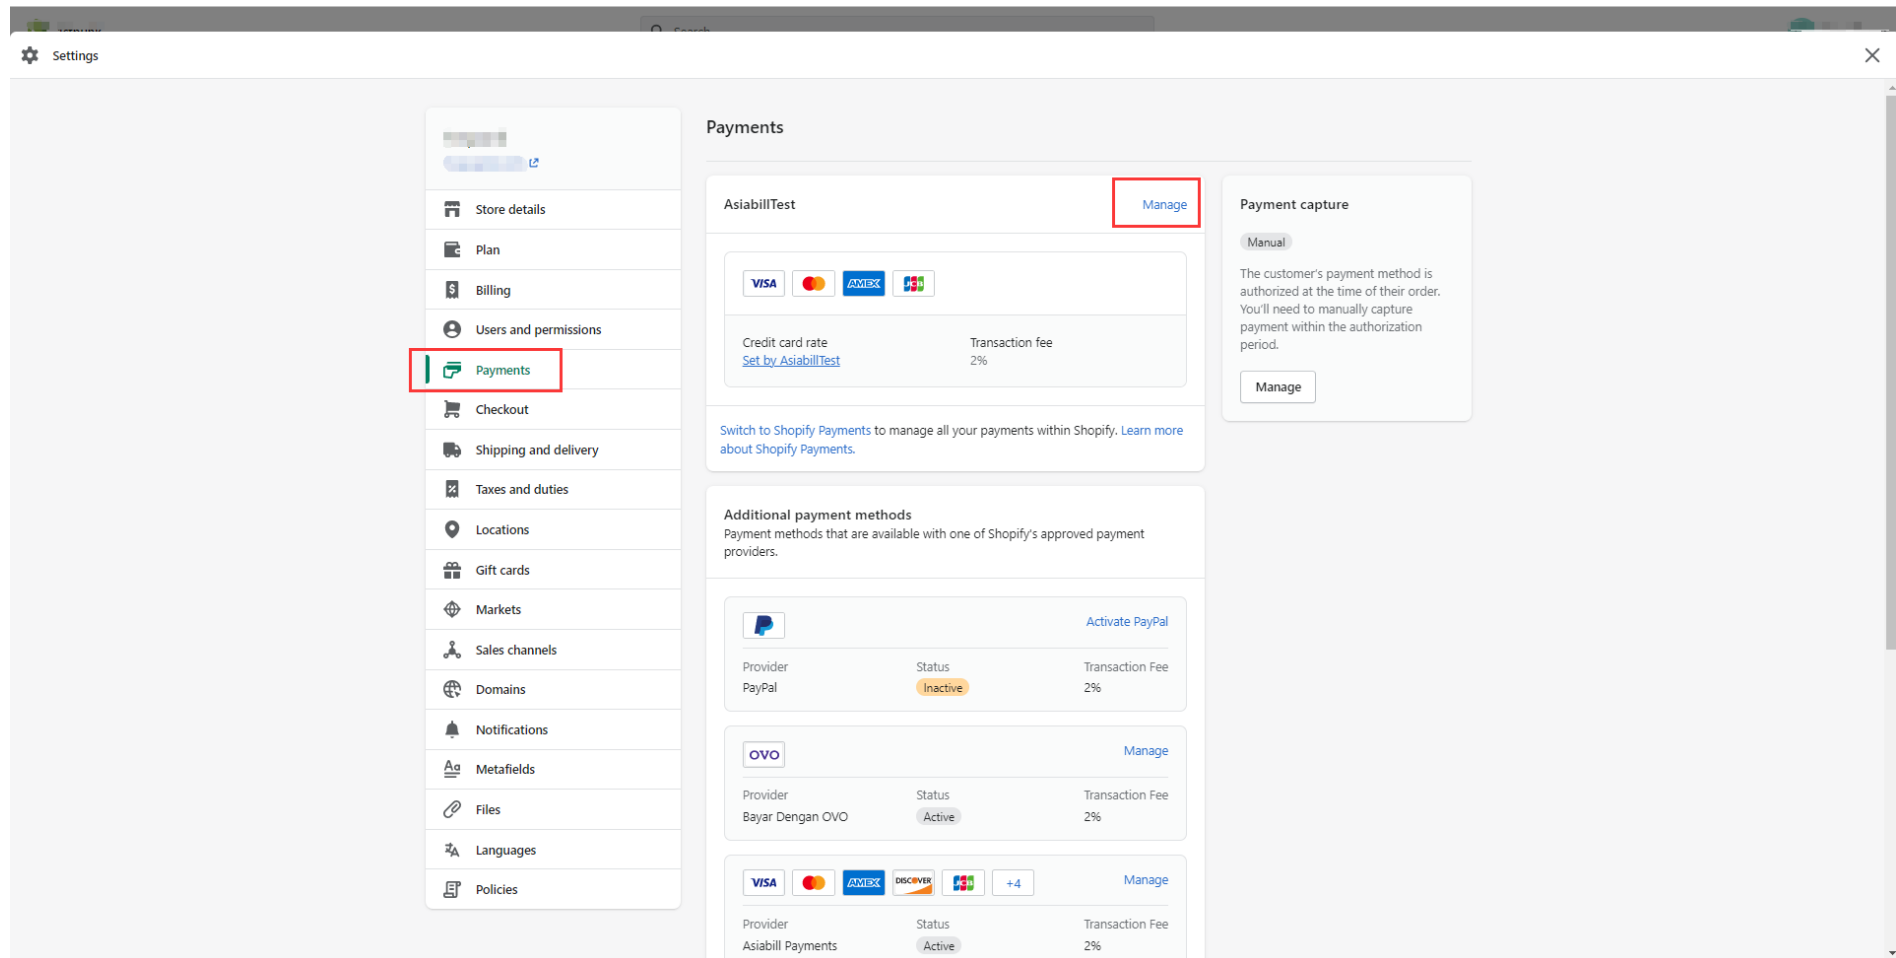 Search
Settings
Store details
Plan
Billing
Users and permissions
Payments
Checkout
Shipping and delivery
Taxes and duties
Locations
Gift cards
Markets
Sales channels
Domains
Notifications
Metafields
Files
Languages
Policies
Payments
AsiabillTest
Manage
VISA
AMEX
JCB
Credit card rate
Transaction fee
Set by AsiabillTest
2%
Switch to Shopify Payments to manage all your payments within Shopify. Learn more
about Shopify Payments.
Additional payment methods
Payment methods that are available with one of Shopify's approved payment
providers.
Activate PayPal
Provider
Status
Transaction Fee
PayPal
Inactive
2%
OVO
Manage
Provider
Status
Transaction Fee
Bayar Dengan OVO
Active
2%
VISA
AMEX
DISCOVER
JCB
+4
Manage
Provider
Status
Transaction Fee
Asiabill Payments
Active
2%
Payment capture
Manual
The customer's payment method is
authorized at the time of their order.
You'll need to manually capture
payment within the authorization
period.
Manage